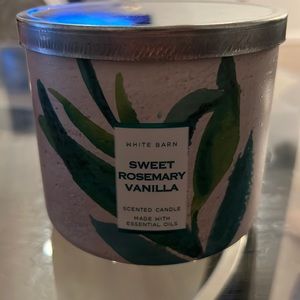 WHITE BARN
SWEET
ROSEMARY
VANILLA
SCENTED CANDLE
MADE WITH
ESSENTIAL OILS